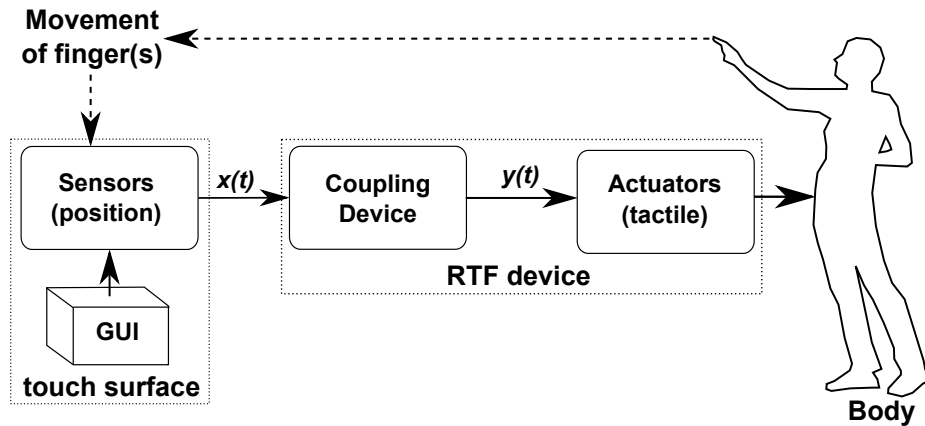 Movement
of finger(s)
Sensors
(position)
x(t)
Coupling
Device
y(t)
Actuators
(tactile)
RTF device
GUI
touch surface
Body